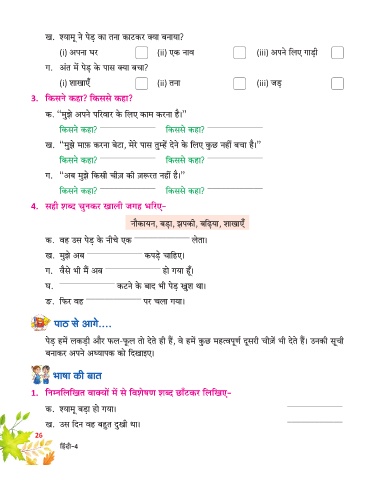 ख. श्यामू ने पेड़ का तना काटकर क्या बनाया?
(i) अपना घर (ii) एक नाव (iii) अपने लिए गाड़ी
ग. अंत में पेड़ के पास क्या बचा?
(i) शाखाएँ (ii) तना (iii) जड़
3. किसने कहा? किससे कहा?
क. “मुझे अपने परिवार के लिए काम करना है।”
किसने कहा? किससे कहा?
ख. “मुझे माफ़ करना बेटा, मेरे पास तुम्हें देने के लिए कुछ नहीं बचा है।”
किसने कहा? किससे कहा?
ग. “अब मुझे किसी चीज़ की ज़रूरत नहीं है।”
किसने कहा? किससे कहा?
4. सही शब्द चुनकर खाली जगह भरिए–
नौकायन, बड़ा, झपकी, बढ़िया, शाखाएँ
क. वह उस पेड़ के नीचे एक लेता।
ख. मुझे अब कपड़े चाहिए।
ग. वैसे भी मैं अब हो गया हूँ।
घ. कटने के बाद भी पेड़ खुश था।
ङ. फिर वह पर चला गया।
पाठ से आगे....
पेड़ हमें लकड़ी और फल-फूल तो देते ही हैं, वे हमें कुछ महत्वपूर्ण दूसरी चीज़ें भी देते हैं। उनकी सूची
बनाकर अपने अध्यापक को दिखाइए।
भाषा की बात
1. निम्नलिखित वाक्यों में से विशेषण शब्द छाँटकर लिखिए–
क. श्यामू बड़ा हो गया।
ख. उस दिन वह बहुत दुखी था।
26
हिंदी-4